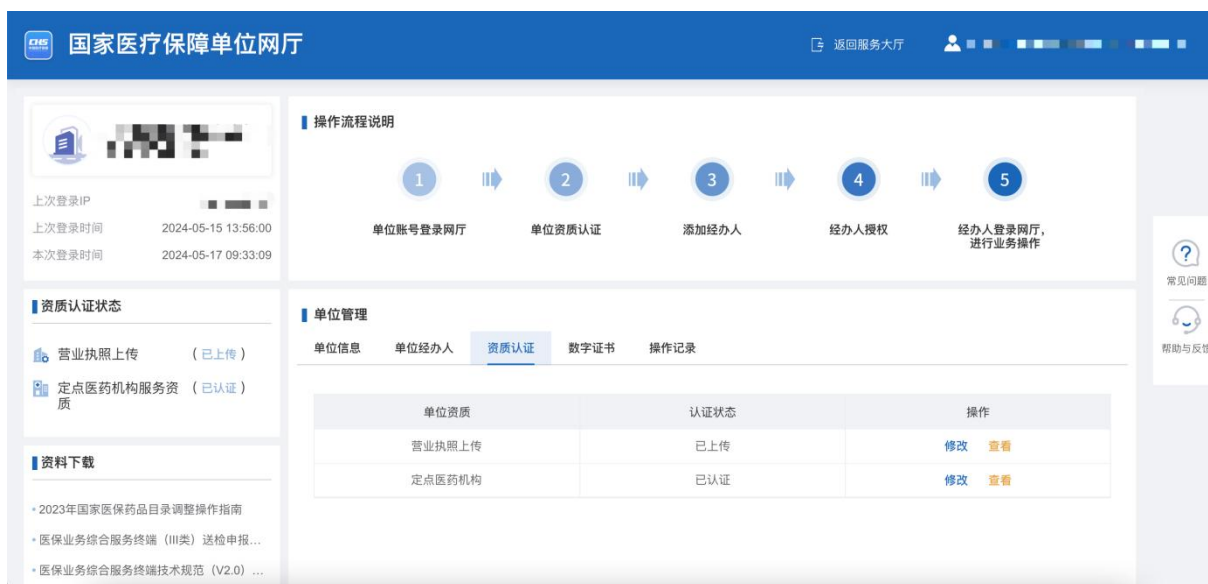 CHS
国家医疗保障单位网厅
返回服务大厅
上次登录IP
上次登录时间 2024-05-15 13:56:00
本次登录时间 2024-05-17 09:33:09
资质认证状态
营业执照上传 （已上传）
定点医药机构服务资 （已认证）
质
资料下载
• 2023年国家医保药品目录调整操作指南
• 医保业务综合服务终端（III类）送检申报...
• 医保业务综合服务终端技术规范（V2.0）...
操作流程说明
1 2 3 4 5
单位账号登录网厅 单位资质认证 添加经办人 经办人授权 经办人登录网厅，
进行业务操作
单位管理
单位信息 单位经办人 资质认证 数字证书 操作记录
单位资质 认证状态 操作
营业执照上传 已上传 修改 查看
定点医药机构 已认证 修改 查看
常见问题
帮助与反馈